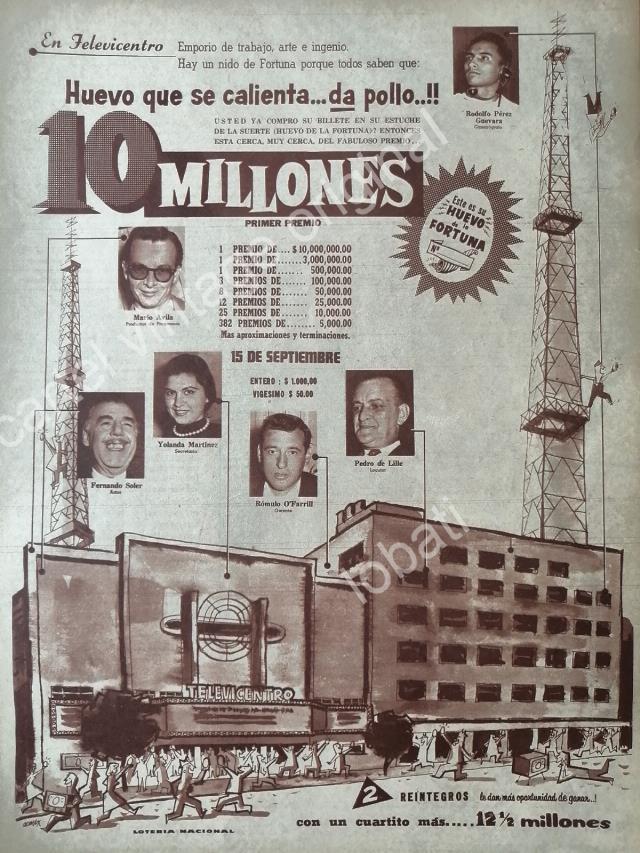 En Televicentro
Emporio de trabajo, arte e ingenio.
Hay un nido de Fortuna porque todos saben que:
Huevo que se calienta...da pollo..!!
USTED YA COMPRO SU BILLETE EN SU ESTUCHE
DE LA SUERTE (HUEVO DE LA FORTUNA)? ENTONCES
ESTA CERCA, MUY CERCA, DEL FABULOSO PREMIO...
10 MILLONES
PRIMER PREMIO
Rodolfo Pérez
Guevara
Este es su
HUEVO
de la
FORTUNA
Nº
1 PREMIO DE... $10,000,000.00
1 PREMIO DE....... 3,000,000.00
1 PREMIO DE....... 500,000.00
3 PREMIOS DE....... 100,000.00
8 PREMIOS DE....... 50,000.00
12 PREMIOS DE....... 25,000.00
25 PREMIOS DE....... 10,000.00
382 PREMIOS DE........ 5,000.00
Mas aproximaciones y terminaciones.
Mario Avila
Productor de Programas
15 DE SEPTIEMBRE
ENTERO : $ 1.000,00
VIGESIMO $ 50.00
Yolanda Martínez
Secretaria
Fernando Soler
Actor
Rómulo O'Farrill
Gerente
Pedro de Lille
Locutor
TELEVICENTRO
2 REINTEGROS le dan más oportunidad de ganar..!
con un cuartito más.....12 ½ millones
LOTERIA NACIONAL
Cartel vintage original
lobati